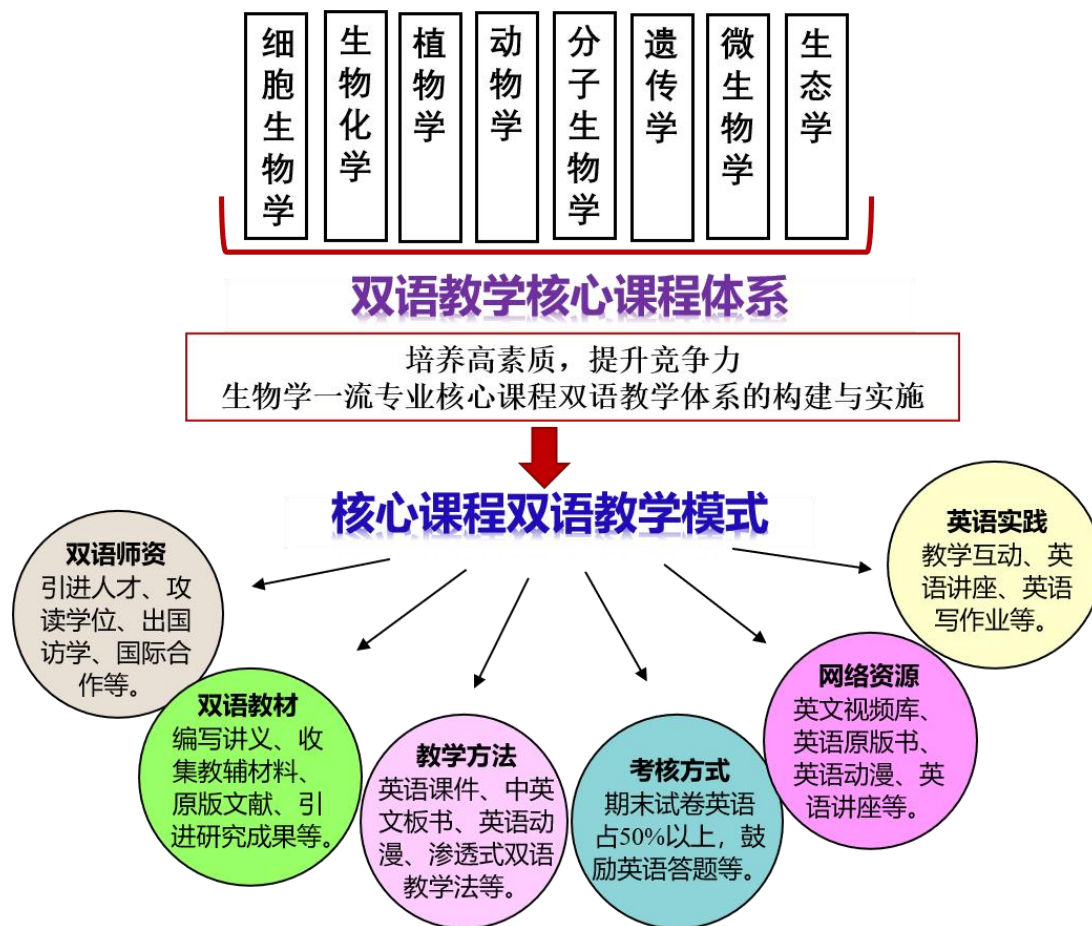 细胞生物学
生物化学
植物学
动物学
分子生物学
遗传学
微生物学
生态学
双语教学核心课程体系
培养高素质，提升竞争力
生物学一流专业核心课程双语教学体系的构建与实施
核心课程双语教学模式
双语师资
引进人才、攻
读学位、出国
访学、国际合
作等。
双语教材
编写讲义、收
集教辅材料、
原版文献、引
进研究成果等。
教学方法
英语课件、中英
文板书、英语动
漫、渗透式双语
教学法等。
考核方式
期末试卷英语
占50%以上，鼓
励英语答题等。
网络资源
英文视频库、
英语原版书、
英语动漫、英
语讲座等。
英语实践
教学互动、英
语讲座、英语
写作业等。